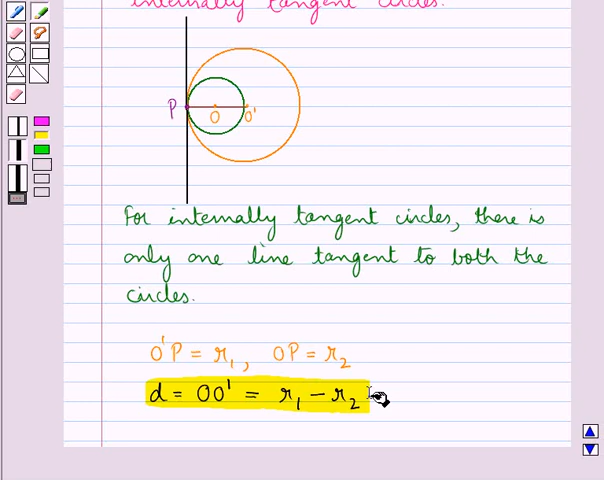 internally tangent circles.
P O O'
For internally tangent circles, there is
only one line tangent to both the
circles.
O'P = r₁, OP = r₂
d = OO' = r₁ - r₂